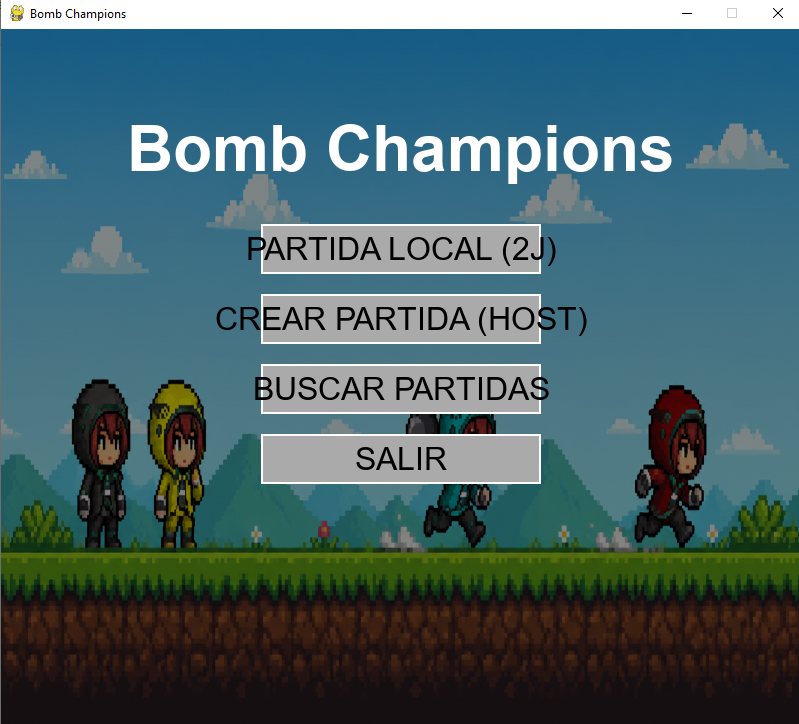 Bomb Champions
Bomb Champions
PARTIDA LOCAL (2J)
CREAR PARTIDA (HOST)
BUSCAR PARTIDAS
SALIR